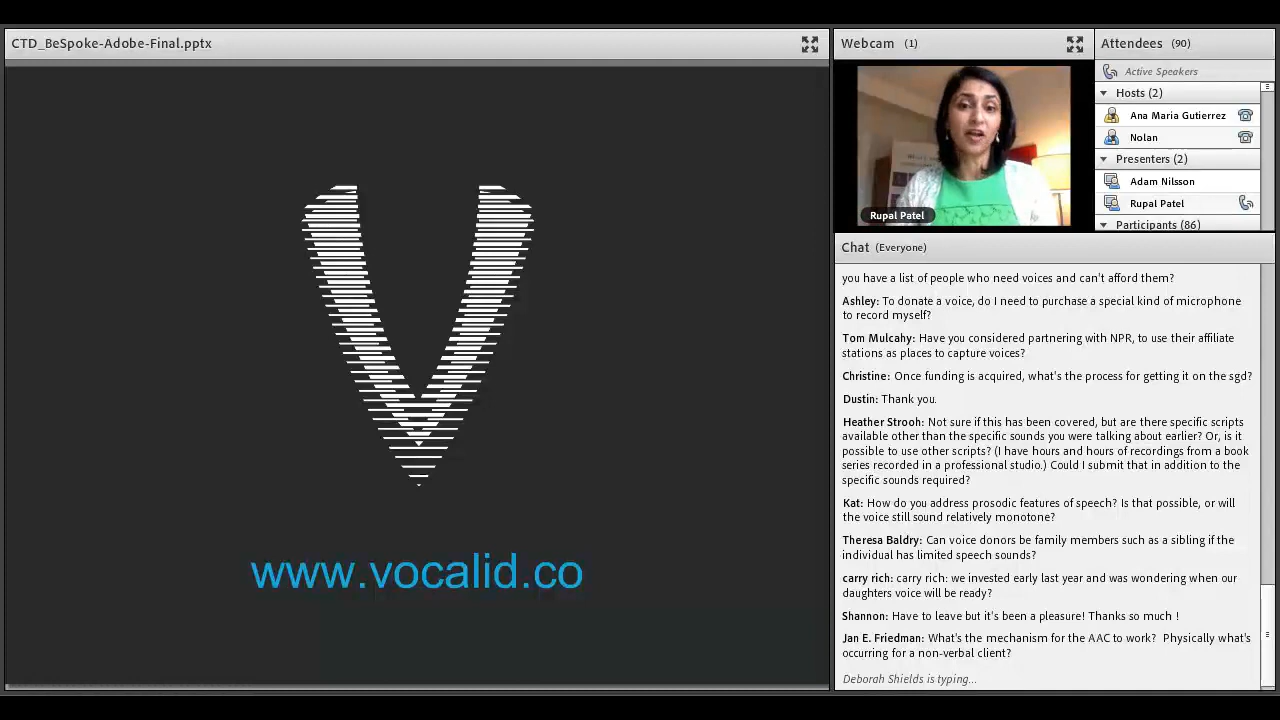 CTD_BeSpoke-Adobe-Final.pptx
www.vocalid.co
Webcam (1)
Rupal Patel
Attendees (90)
Active Speakers
Hosts (2)
Ana Maria Gutierrez
Nolan
Presenters (2)
Adam Nilsson
Rupal Patel
Participants (86)
Chat (Everyone)
you have a list of people who need voices and can't afford them?
Ashley: To donate a voice, do I need to purchase a special kind of microphone
to record myself?
Tom Mulcahy: Have you considered partnering with NPR, to use their affiliate
stations as places to capture voices?
Christine: Once funding is acquired, what's the process for getting it on the sgd?
Dustin: Thank you.
Heather Strooh: Not sure if this has been covered, but are there specific scripts
available other than the specific sounds you were talking about earlier? Or, is it
possible to use other scripts? (I have hours and hours of recordings from a book
series recorded in a professional studio.) Could I submit that in addition to the
specific sounds required?
Kat: How do you address prosodic features of speech? Is that possible, or will
the voice still sound relatively monotone?
Theresa Baldry: Can voice donors be family members such as a sibling if the
individual has limited speech sounds?
carry rich: carry rich: we invested early last year and was wondering when our
daughters voice will be ready?
Shannon: Have to leave but it's been a pleasure! Thanks so much !
Jan E. Friedman: What's the mechanism for the AAC to work? Physically what's
occurring for a non-verbal client?
Deborah Shields is typing...